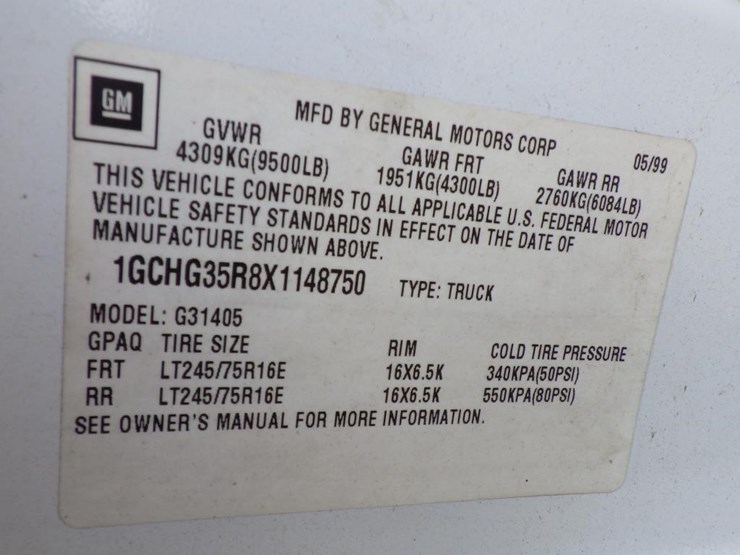 GM
MFD BY GENERAL MOTORS CORP 05/99
GVWR GAWR FRT GAWR RR
4309KG(9500LB) 1951KG(4300LB) 2760KG(6084LB)
THIS VEHICLE CONFORMS TO ALL APPLICABLE U.S. FEDERAL MOTOR
VEHICLE SAFETY STANDARDS IN EFFECT ON THE DATE OF
MANUFACTURE SHOWN ABOVE.
1GCHG35R8X1148750 TYPE: TRUCK
MODEL: G31405
GPAQ TIRE SIZE RIM COLD TIRE PRESSURE
FRT LT245/75R16E 16X6.5K 340KPA(50PSI)
RR LT245/75R16E 16X6.5K 550KPA(80PSI)
SEE OWNER'S MANUAL FOR MORE INFORMATION.